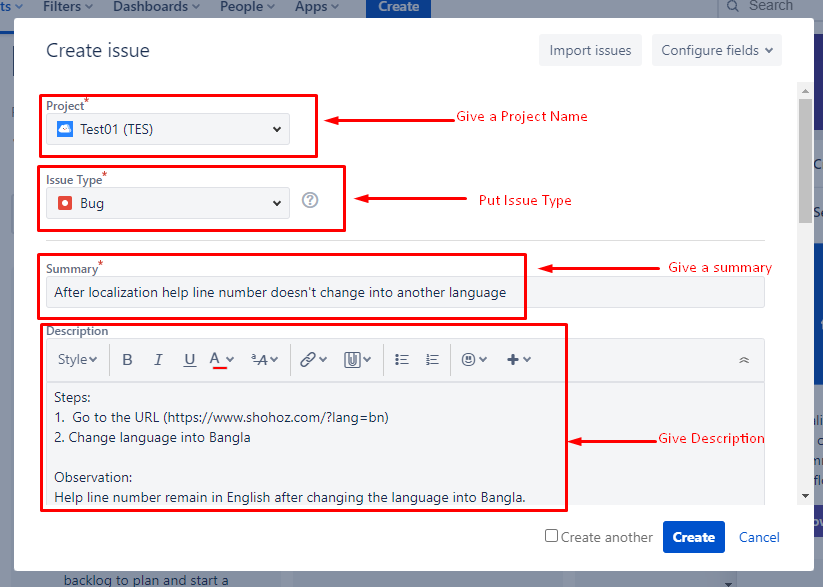 Filters Dashboards People Apps Create Search
Create issue Import issues Configure fields
Project*
Test01 (TES) Give a Project Name
Issue Type*
Bug Put Issue Type
Summary* Give a summary
After localization help line number doesn't change into another language
Description
Style B I U A ᵃA
Steps:
1. Go to the URL (https://www.shohoz.com/?lang=bn)
2. Change language into Bangla Give Description
Observation:
Help line number remain in English after changing the language into Bangla.
Create another Create Cancel
backlog to plan and start a